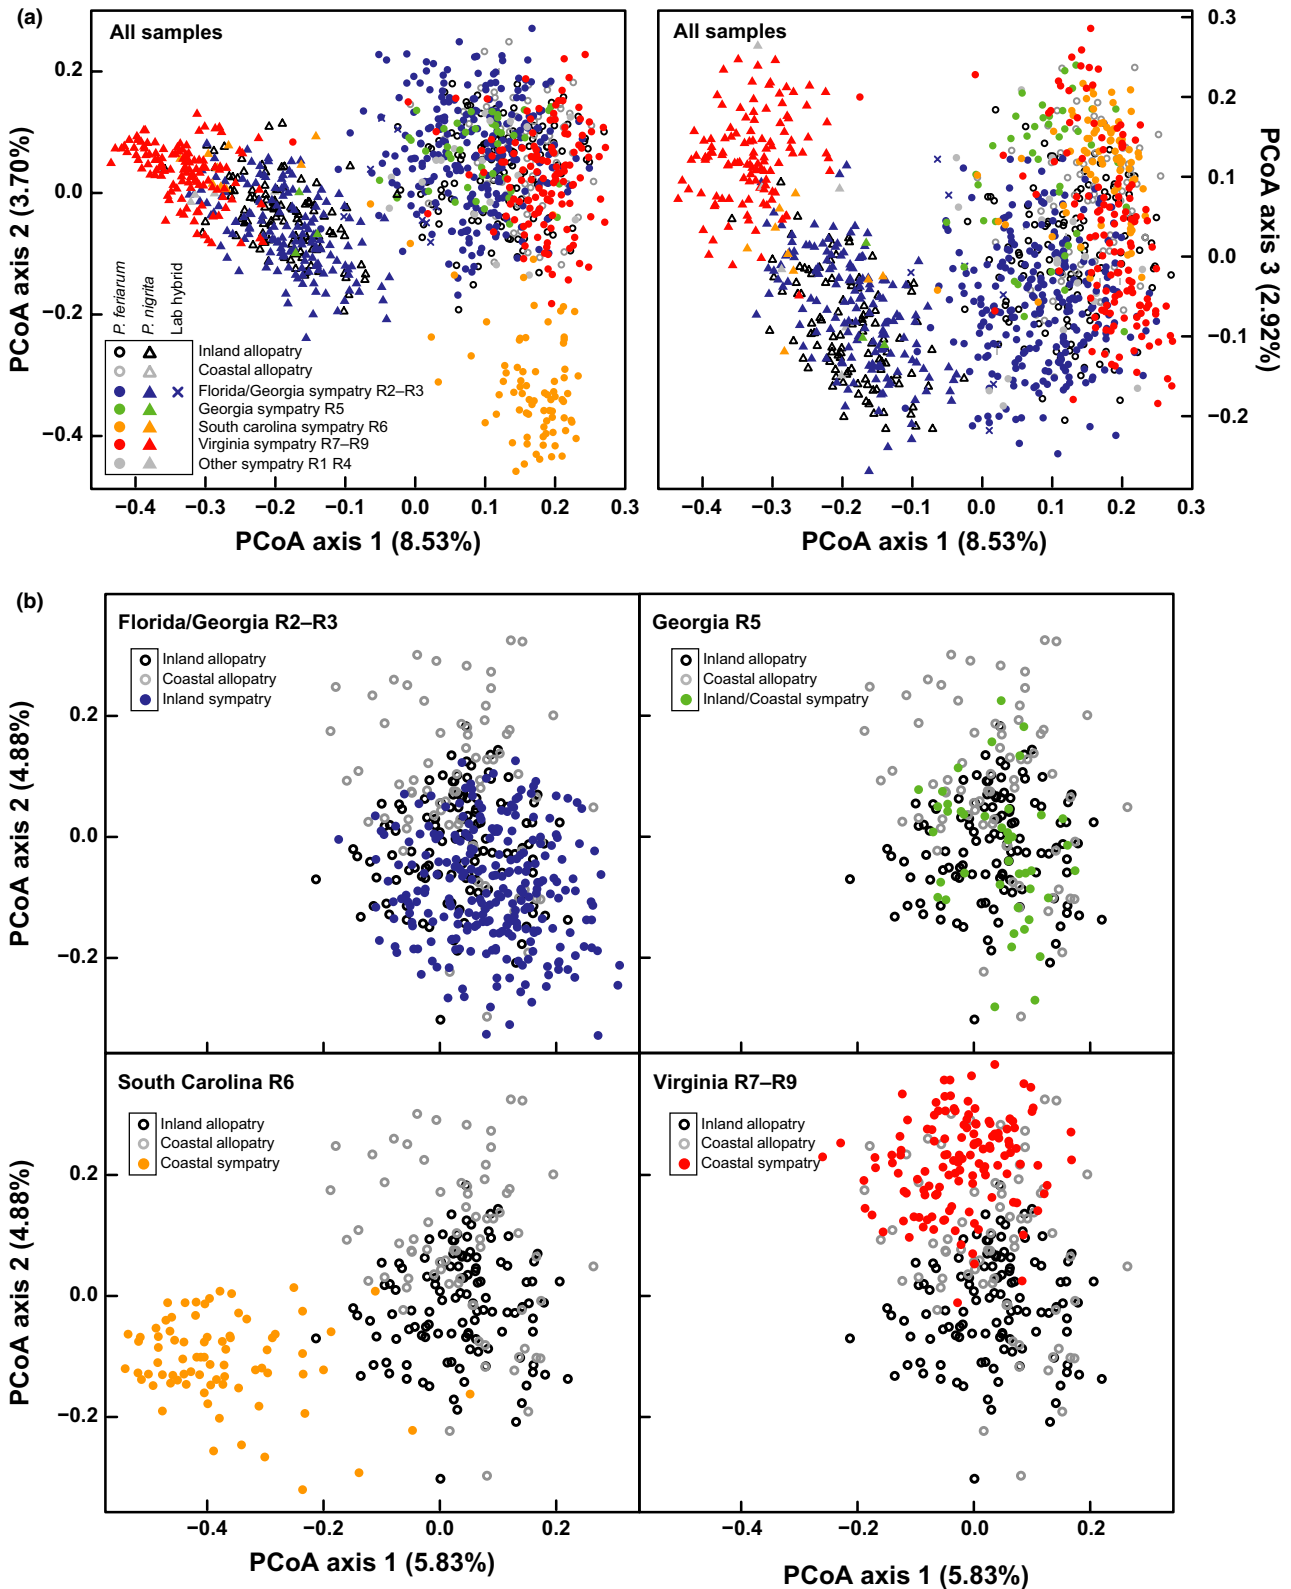 (a)
All samples
All samples
0.2
0.0
−0.2
−0.4
PCoA axis 2 (3.70%)
0.3
0.2
0.1
0.0
−0.1
−0.2
PCoA axis 3 (2.92%)
P. feriarum
P. nigrita
Lab hybrid
Inland allopatry
Coastal allopatry
Florida/Georgia sympatry R2–R3
Georgia sympatry R5
South carolina sympatry R6
Virginia sympatry R7–R9
Other sympatry R1 R4
−0.4 −0.3 −0.2 −0.1 0.0 0.1 0.2 0.3
−0.4 −0.3 −0.2 −0.1 0.0 0.1 0.2 0.3
PCoA axis 1 (8.53%)
PCoA axis 1 (8.53%)
(b)
Florida/Georgia R2–R3
Inland allopatry
Coastal allopatry
Inland sympatry
Georgia R5
Inland allopatry
Coastal allopatry
Inland/Coastal sympatry
0.2
0.0
−0.2
PCoA axis 2 (4.88%)
South Carolina R6
Inland allopatry
Coastal allopatry
Coastal sympatry
Virginia R7–R9
Inland allopatry
Coastal allopatry
Coastal sympatry
0.2
0.0
−0.2
PCoA axis 2 (4.88%)
−0.4 −0.2 0.0 0.2
−0.4 −0.2 0.0 0.2
PCoA axis 1 (5.83%)
PCoA axis 1 (5.83%)